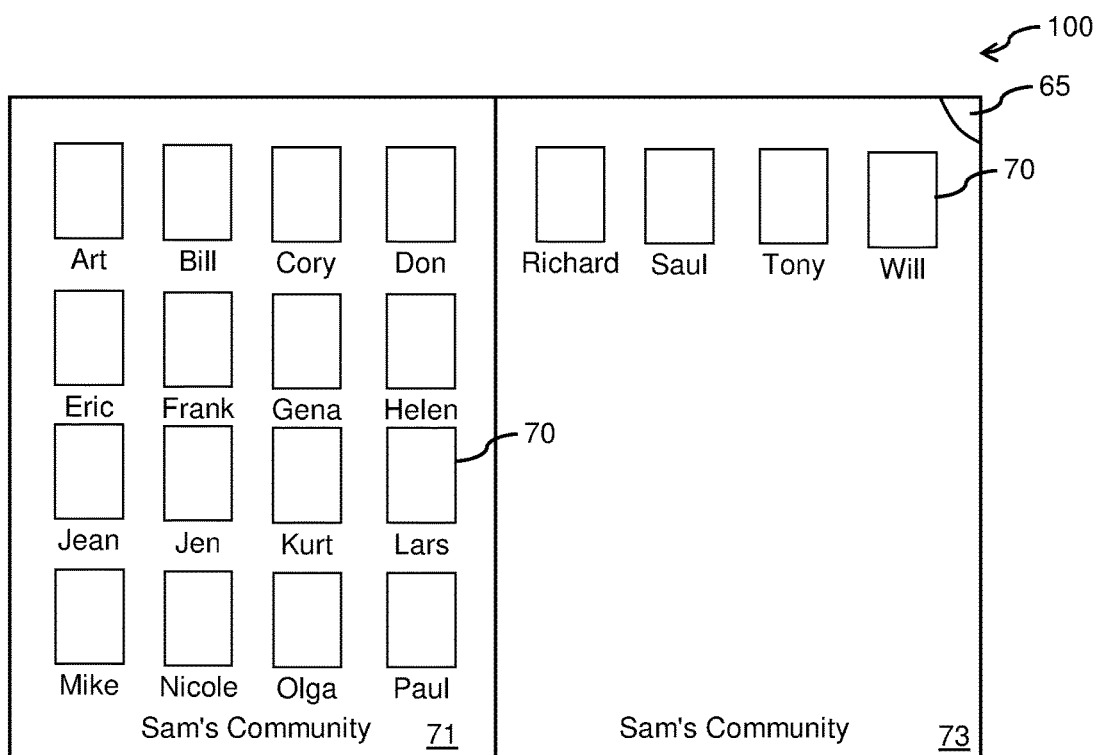 100
65
Art Bill Cory Don
Eric Frank Gena Helen
70
Jean Jen Kurt Lars
Mike Nicole Olga Paul
Sam's Community 71
70
Richard Saul Tony Will
Sam's Community 73